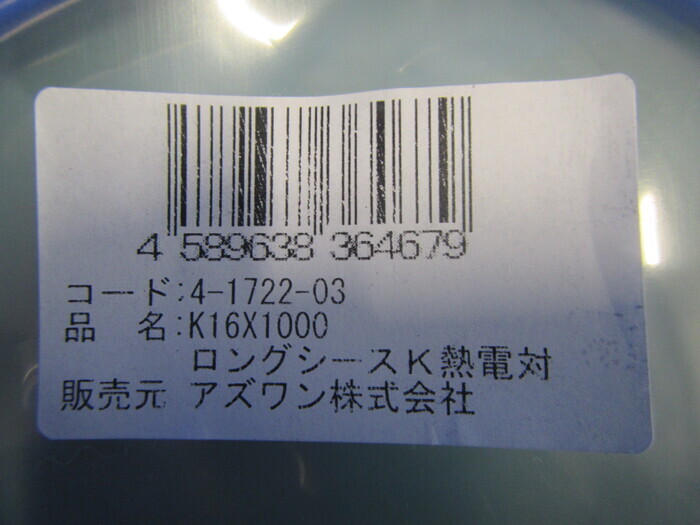 4 589638 364679
コード:4-1722-03
品　名:K16X1000
ロングシースK熱電対
販売元 アズワン株式会社